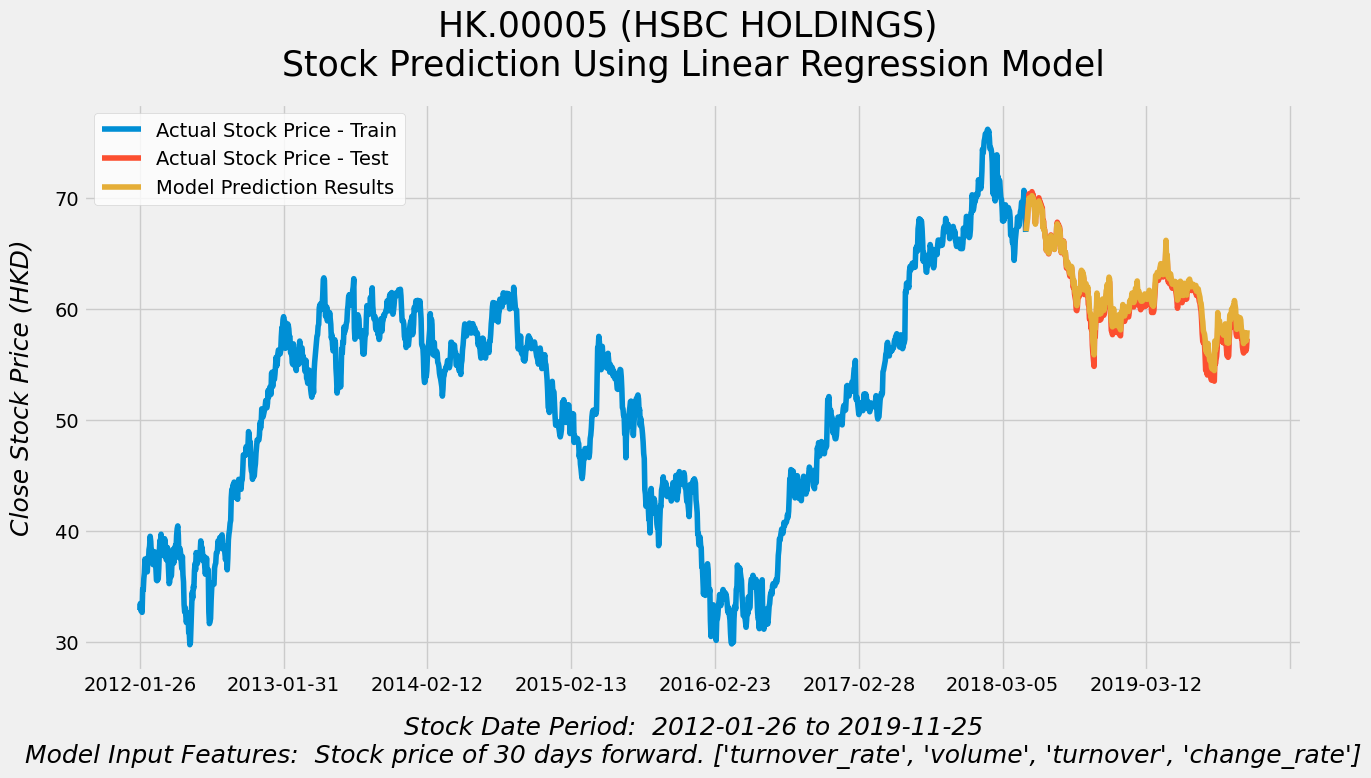 HK.00005 (HSBC HOLDINGS)
Stock Prediction Using Linear Regression Model
Actual Stock Price - Train
Actual Stock Price - Test
Model Prediction Results
Close Stock Price (HKD)
70
60
50
40
30
2012-01-26 2013-01-31 2014-02-12 2015-02-13 2016-02-23 2017-02-28 2018-03-05 2019-03-12
Stock Date Period:  2012-01-26 to 2019-11-25
Model Input Features:  Stock price of 30 days forward. ['turnover_rate', 'volume', 'turnover', 'change_rate']